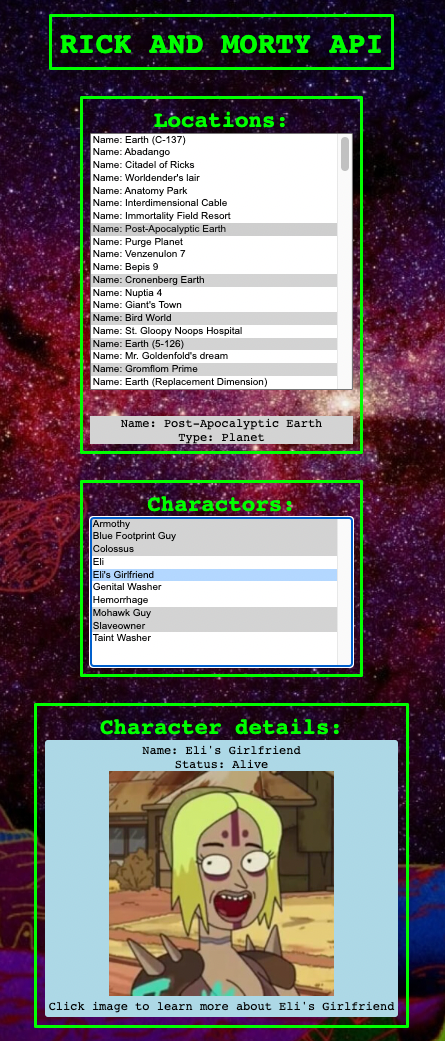 RICK AND MORTY API
Locations:
Name: Earth (C-137)
Name: Abadango
Name: Citadel of Ricks
Name: Worldender's lair
Name: Anatomy Park
Name: Interdimensional Cable
Name: Immortality Field Resort
Name: Post-Apocalyptic Earth
Name: Purge Planet
Name: Venzenulon 7
Name: Bepis 9
Name: Cronenberg Earth
Name: Nuptia 4
Name: Giant's Town
Name: Bird World
Name: St. Gloopy Noops Hospital
Name: Earth (5-126)
Name: Mr. Goldenfold's dream
Name: Gromflom Prime
Name: Earth (Replacement Dimension)
Name: Post-Apocalyptic Earth
Type: Planet
Charactors:
Armothy
Blue Footprint Guy
Colossus
Eli
Eli's Girlfriend
Genital Washer
Hemorrhage
Mohawk Guy
Slaveowner
Taint Washer
Character details:
Name: Eli's Girlfriend
Status: Alive
Click image to learn more about Eli's Girlfriend